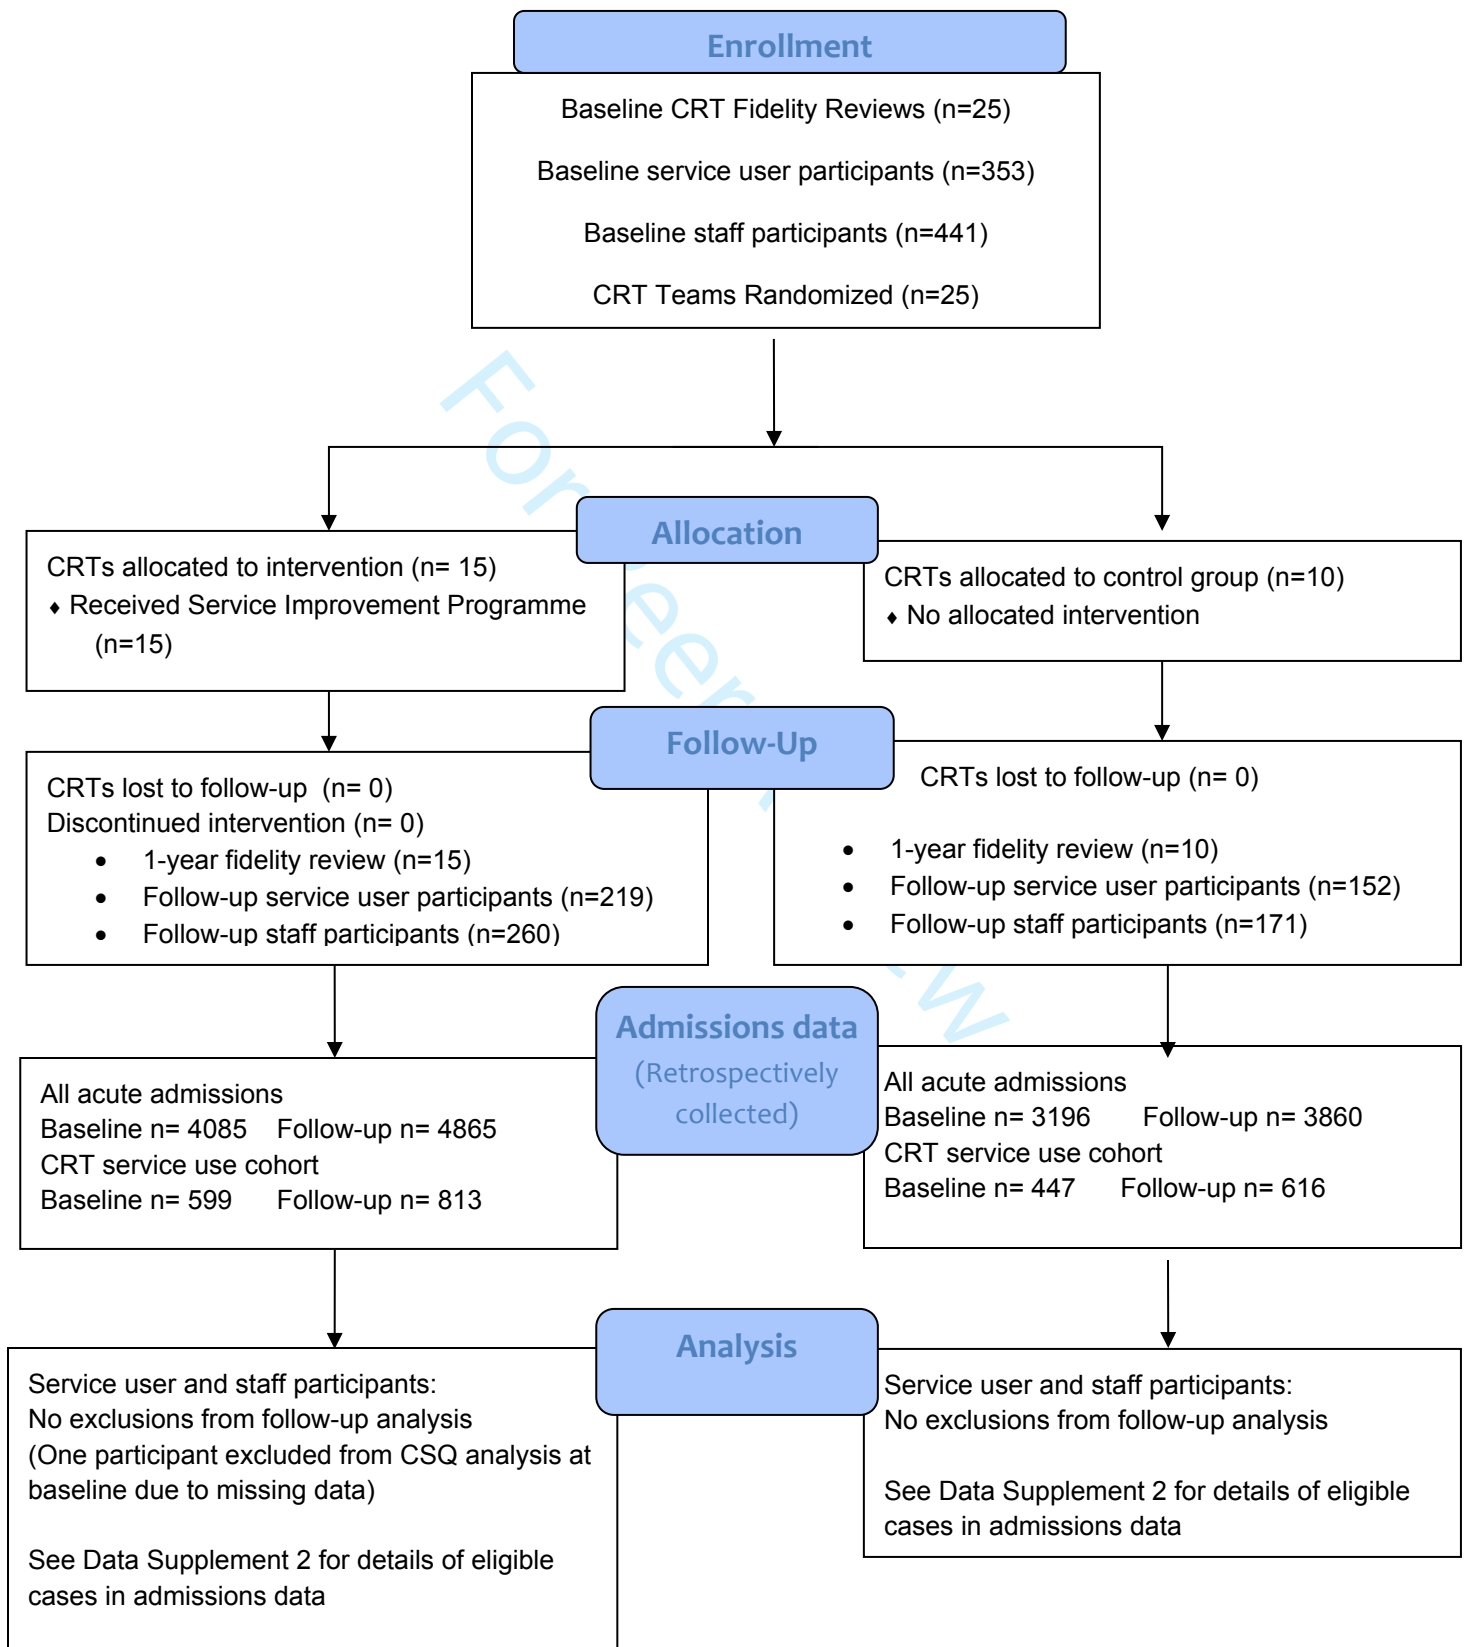 Enrollment
Baseline CRT Fidelity Reviews (n=25)
Baseline service user participants (n=353)
Baseline staff participants (n=441)
CRT Teams Randomized (n=25)
Allocation
CRTs allocated to intervention (n= 15)
♦ Received Service Improvement Programme
(n=15)
CRTs allocated to control group (n=10)
♦ No allocated intervention
Follow-Up
CRTs lost to follow-up (n= 0)
Discontinued intervention (n= 0)
• 1-year fidelity review (n=15)
• Follow-up service user participants (n=219)
• Follow-up staff participants (n=260)
CRTs lost to follow-up (n= 0)
• 1-year fidelity review (n=10)
• Follow-up service user participants (n=152)
• Follow-up staff participants (n=171)
Admissions data
(Retrospectively
collected)
All acute admissions
Baseline n= 4085 Follow-up n= 4865
CRT service use cohort
Baseline n= 599 Follow-up n= 813
All acute admissions
Baseline n= 3196 Follow-up n= 3860
CRT service use cohort
Baseline n= 447 Follow-up n= 616
Analysis
Service user and staff participants:
No exclusions from follow-up analysis
(One participant excluded from CSQ analysis at
baseline due to missing data)
See Data Supplement 2 for details of eligible
cases in admissions data
Service user and staff participants:
No exclusions from follow-up analysis
See Data Supplement 2 for details of eligible
cases in admissions data